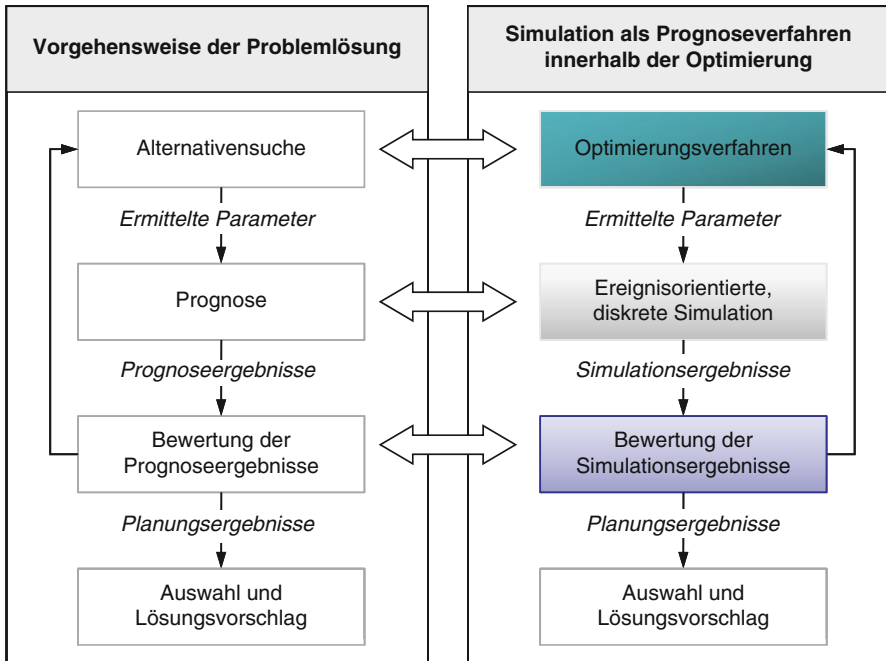 Vorgehensweise der Problemlösung
Alternativensuche
Ermittelte Parameter
Prognose
Prognoseergebnisse
Bewertung der
Prognoseergebnisse
Planungsergebnisse
Auswahl und
Lösungsvorschlag
Simulation als Prognoseverfahren
innerhalb der Optimierung
Optimierungsverfahren
Ermittelte Parameter
Ereignisorientierte,
diskrete Simulation
Simulationsergebnisse
Bewertung der
Simulationsergebnisse
Planungsergebnisse
Auswahl und
Lösungsvorschlag